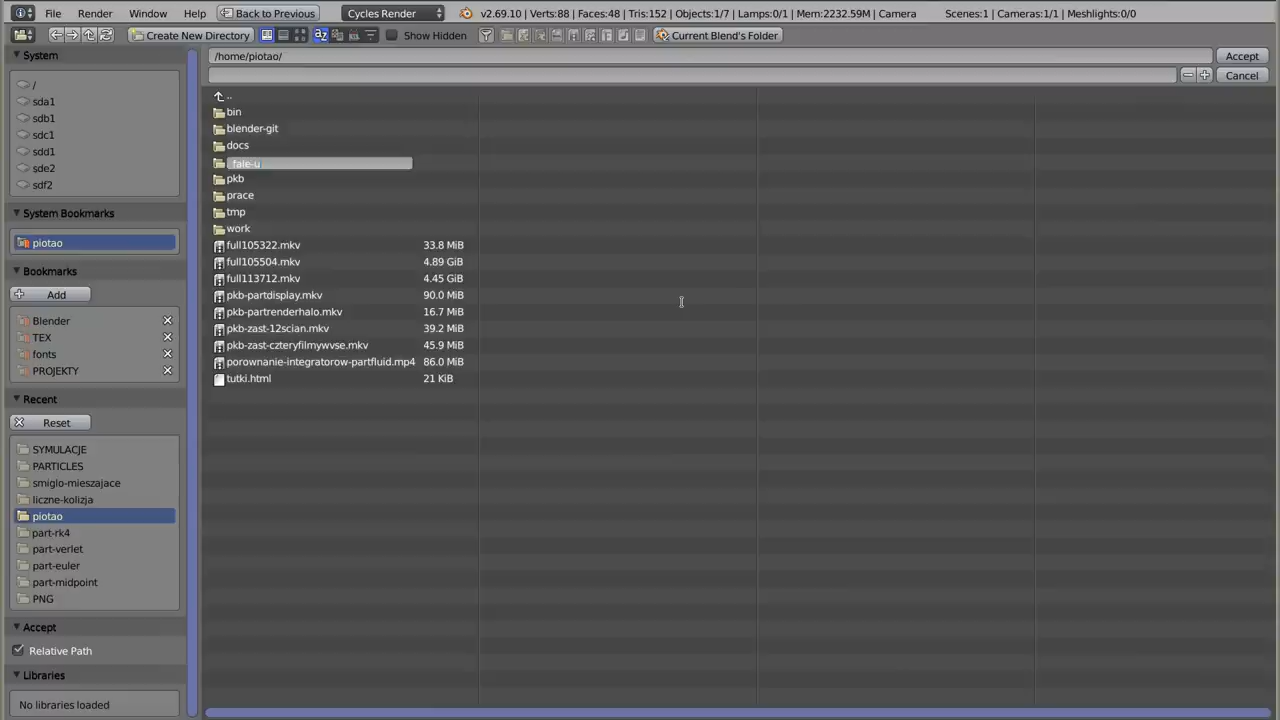 File Render Window Help Back to Previous Cycles Render v2.69.10 | Verts:88 | Faces:48 | Tris:152 | Objects:1/7 | Lamps:0/1 | Mem:2232.59M | Camera Scenes:1 | Cameras:1/1 | Meshlights:0/0
Create New Directory Show Hidden Current Blend's Folder
System
/
sda1
sdb1
sdc1
sdd1
sde2
sdf2
System Bookmarks
piotao
Bookmarks
Add
Blender
TEX
fonts
PROJEKTY
Recent
Reset
SYMULACJE
PARTICLES
smiglo-mieszajace
liczne-kolizja
piotao
part-rk4
part-verlet
part-euler
part-midpoint
PNG
Accept
Relative Path
Libraries
No libraries loaded
/home/piotao/ Accept
Cancel
..
bin
blender-git
docs
fale-u
pkb
prace
tmp
work
full105322.mkv 33.8 MiB
full105504.mkv 4.89 GiB
full113712.mkv 4.45 GiB
pkb-partdisplay.mkv 90.0 MiB
pkb-partrenderhalo.mkv 16.7 MiB
pkb-zast-12scian.mkv 39.2 MiB
pkb-zast-czteryfilmywvse.mkv 45.9 MiB
porownanie-integratorow-partfluid.mp4 86.0 MiB
tutki.html 21 KiB